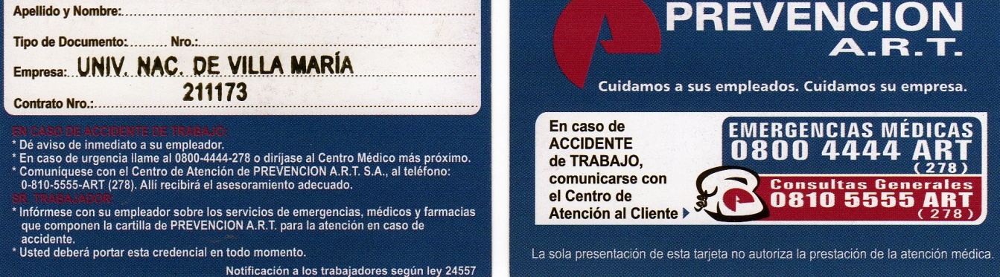 Apellido y Nombre:
Tipo de Documento: Nro.:
Empresa: UNIV. NAC. DE VILLA MARÍA
211173
Contrato Nro.:
EN CASO DE ACCIDENTE DE TRABAJO:
* Dé aviso de inmediato a su empleador.
* En caso de urgencia llame al 0800-4444-278 o diríjase al Centro Médico más próximo.
* Comuníquese con el Centro de Atención de PREVENCION A.R.T. S.A., al teléfono:
0-810-5555-ART (278). Allí recibirá el asesoramiento adecuado.
SR. TRABAJADOR:
* Infórmese con su empleador sobre los servicios de emergencias, médicos y farmacias
que componen la cartilla de PREVENCION A.R.T. para la atención en caso de
accidente.
* Usted deberá portar esta credencial en todo momento.
Notificación a los trabajadores según ley 24557
PREVENCION
A.R.T.
Cuidamos a sus empleados. Cuidamos su empresa.
En caso de
ACCIDENTE
de TRABAJO,
comunicarse con
el Centro de
Atención al Cliente
EMERGENCIAS MÉDICAS
0800 4444 ART
(278)
Consultas Generales
0810 5555 ART
(278)
La sola presentación de esta tarjeta no autoriza la prestación de la atención médica.